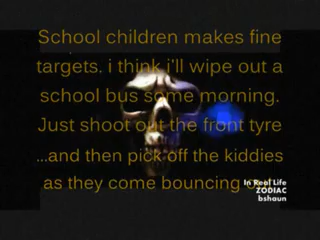 School children makes fine
targets. i think i'll wipe out a
school bus some morning.
Just shoot out the front tyre
...and then pick off the kiddies
as they come bouncing
In Real Life
ZODIAC
bshaun